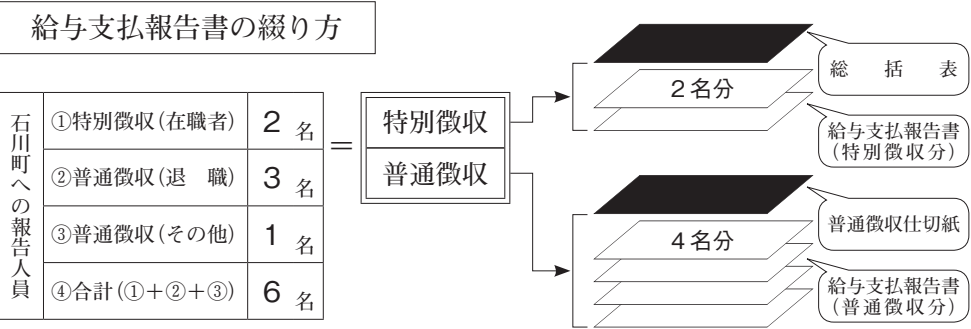 給与支払報告書の綴り方
石川町への報告人員
①特別徴収(在職者) 2 名
②普通徴収(退　職) 3 名
③普通徴収(その他) 1 名
④合計(①+②+③) 6 名
=
特別徴収
普通徴収
2名分
総　括　表
給与支払報告書
(特別徴収分)
4名分
普通徴収仕切紙
給与支払報告書
(普通徴収分)